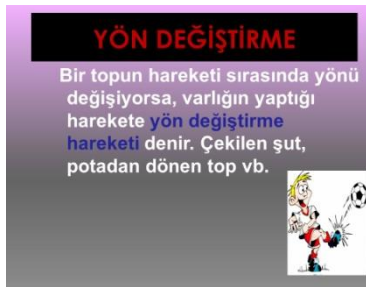 YÖN DEĞİŞTİRME
Bir topun hareketi sırasında yönü
değişiyorsa, varlığın yaptığı
harekete yön değiştirme
hareketi denir. Çekilen şut,
potadan dönen top vb.